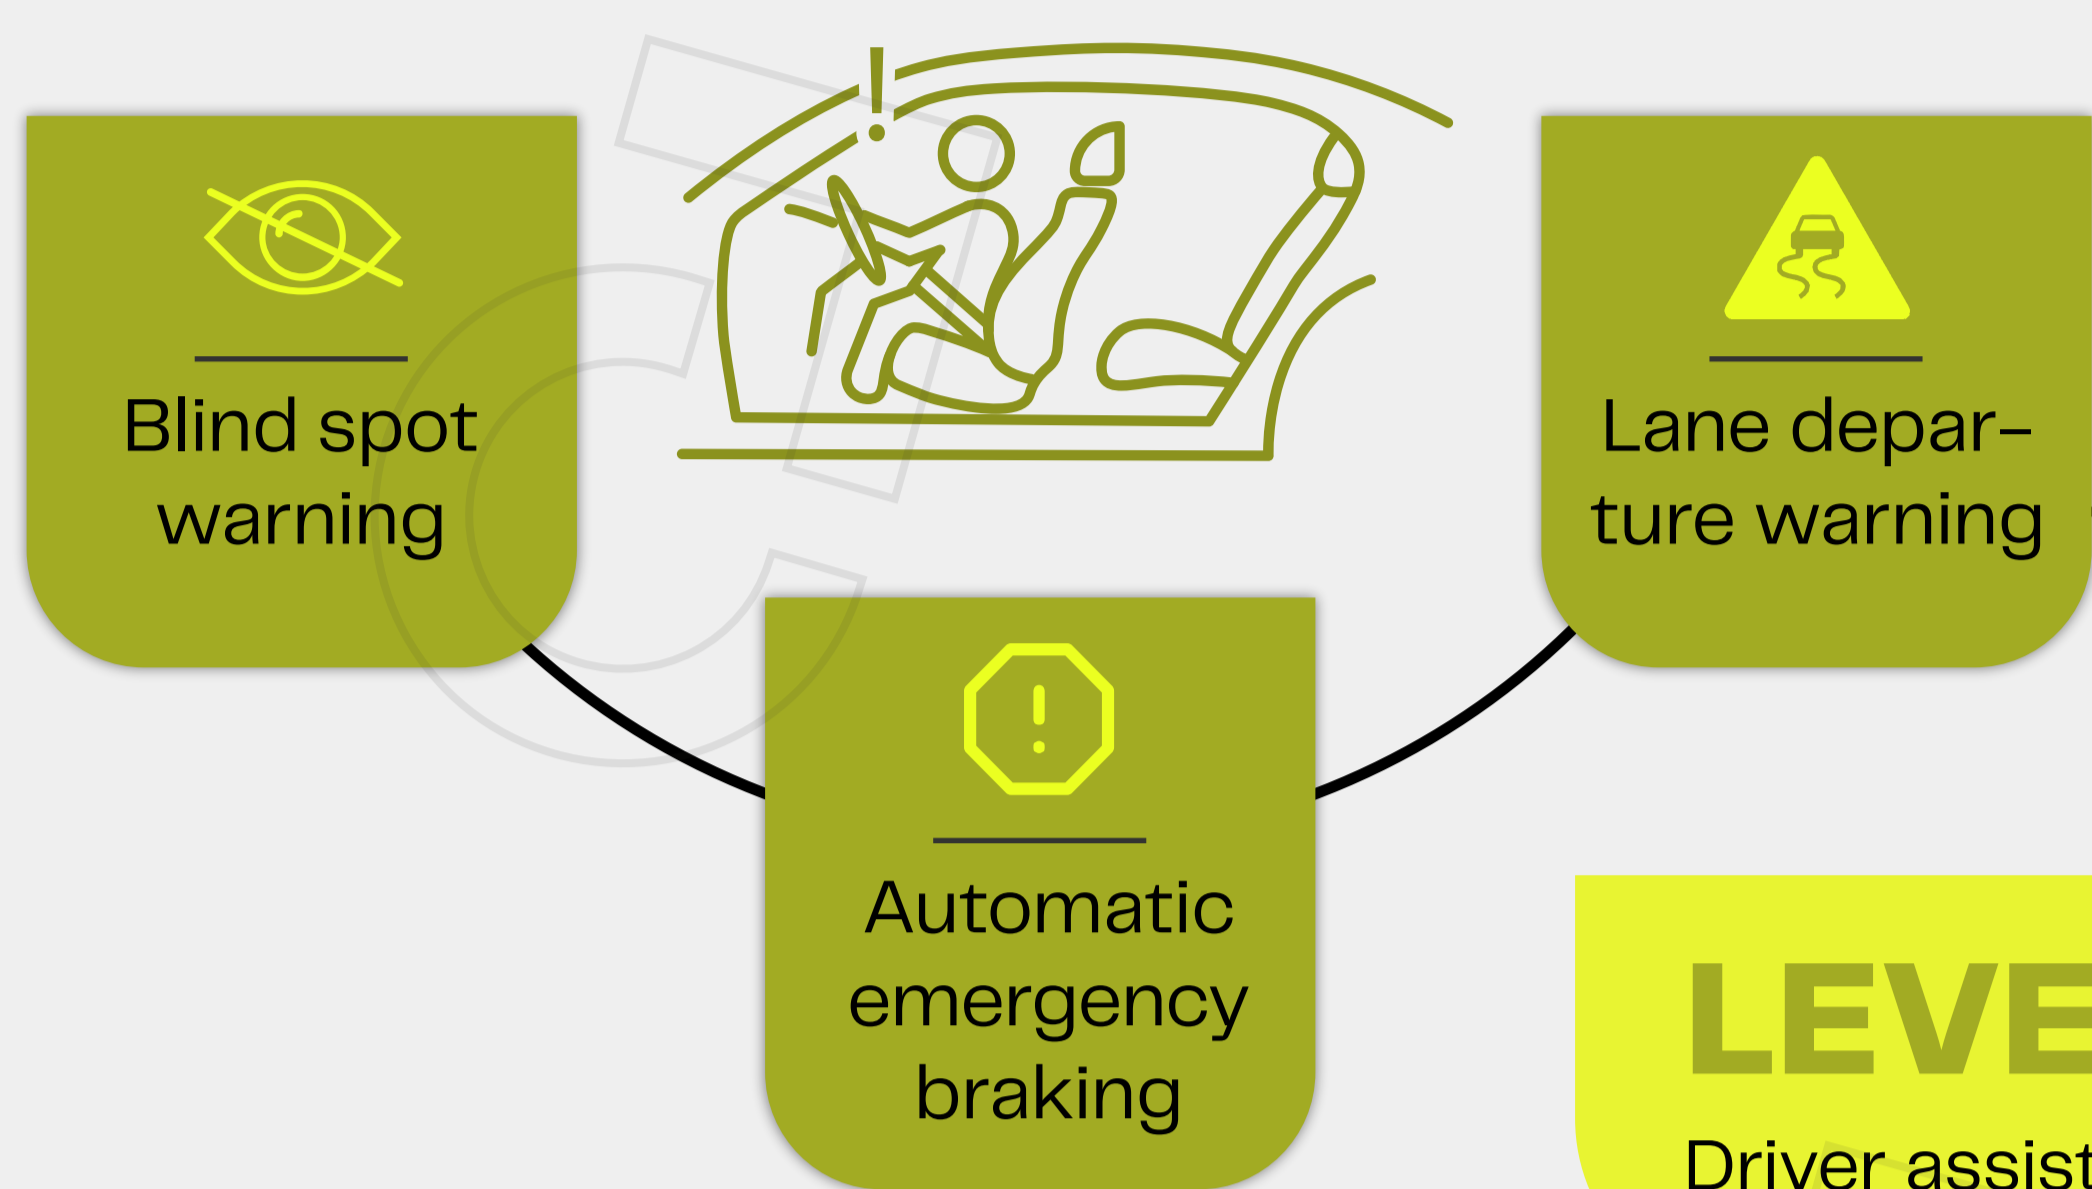 Blind spot
warning
Lane depar-
ture warning
Automatic
emergency
braking
LEVE
Driver assist